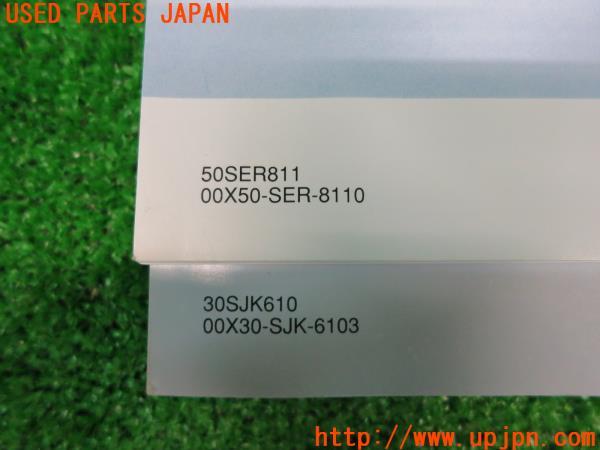 USED PARTS JAPAN
50SER811
00X50-SER-8110
30SJK610
00X30-SJK-6103
http://www.upjpn.com